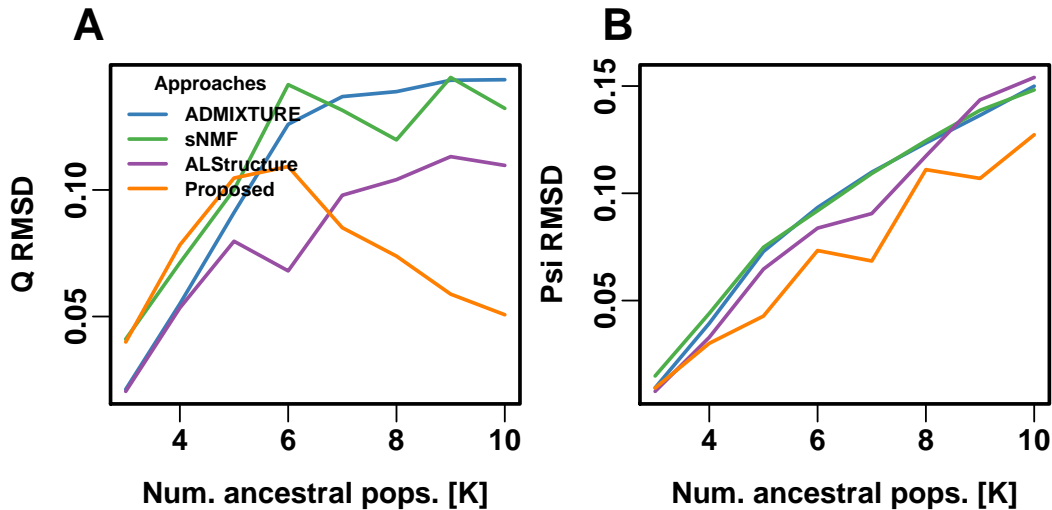 A
Approaches
ADMIXTURE
sNMF
ALStructure
Proposed
Q RMSD
0.05
0.10
4
6
8
10
Num. ancestral pops. [K]
B
Psi RMSD
0.05
0.10
0.15
4
6
8
10
Num. ancestral pops. [K]